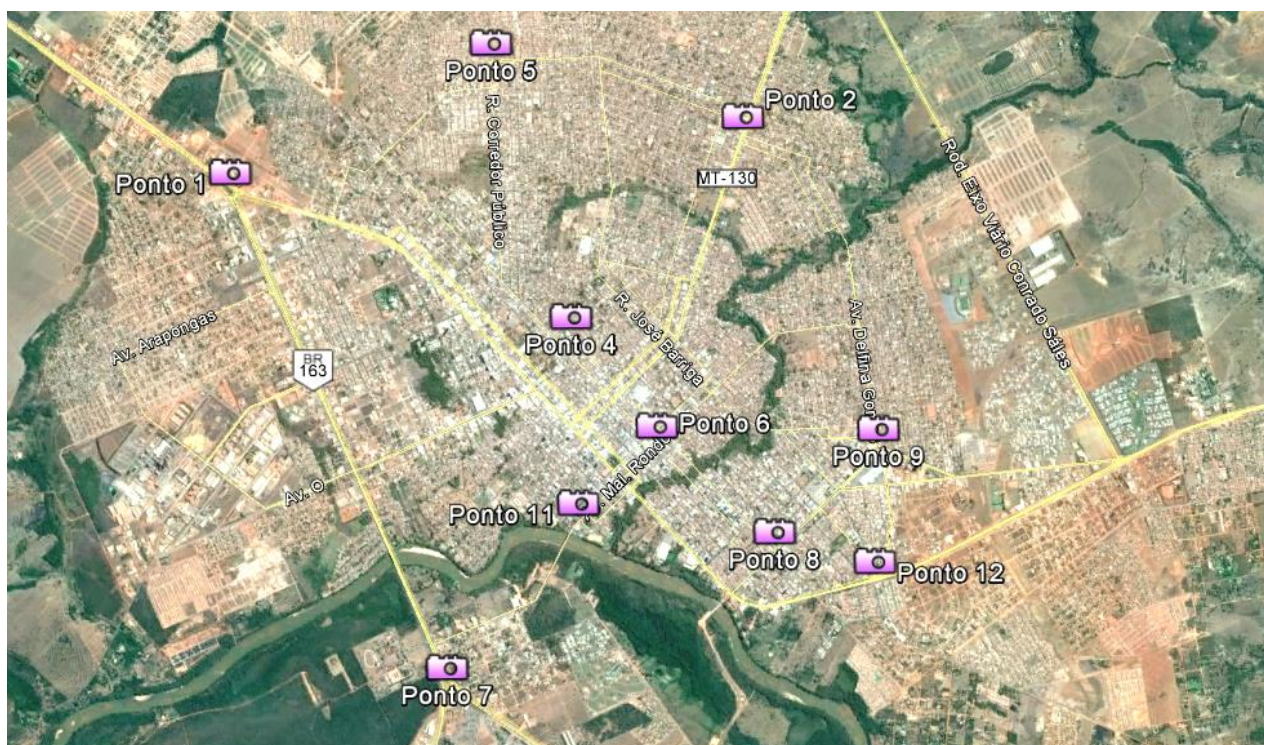 Ponto 5
Ponto 2
R. Corredor Público
Rod. Eixo Viário Conrado Sáles
MT-130
Ponto 1
Av. Arapongas
R. José Barriga
Ponto 4
Av. Delfina
BR
163
Ponto 6
Ponto 9
Av. O
Mal.
Ponto 11
Ponto 8
Ponto 12
Ponto 7